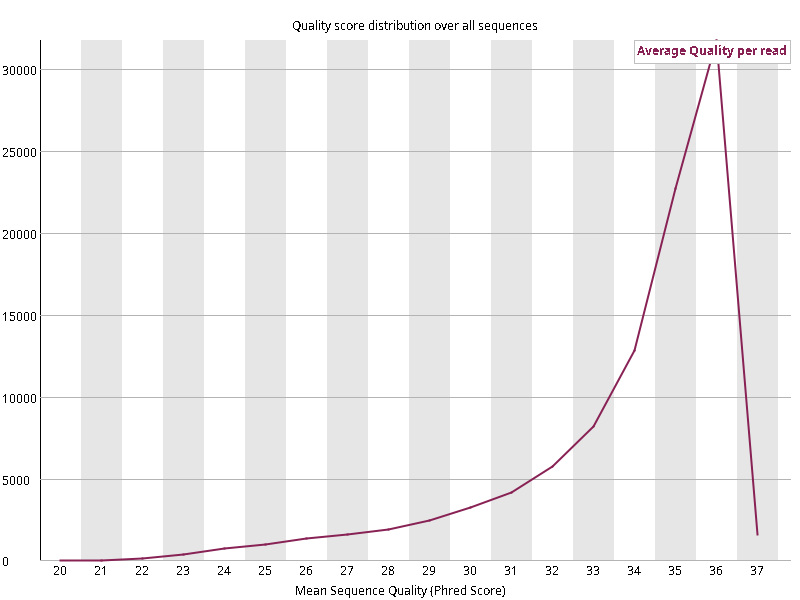 Quality score distribution over all sequences
Average Quality per read
30000
25000
20000
15000
10000
5000
0
20 21 22 23 24 25 26 27 28 29 30 31 32 33 34 35 36 37
Mean Sequence Quality (Phred Score)